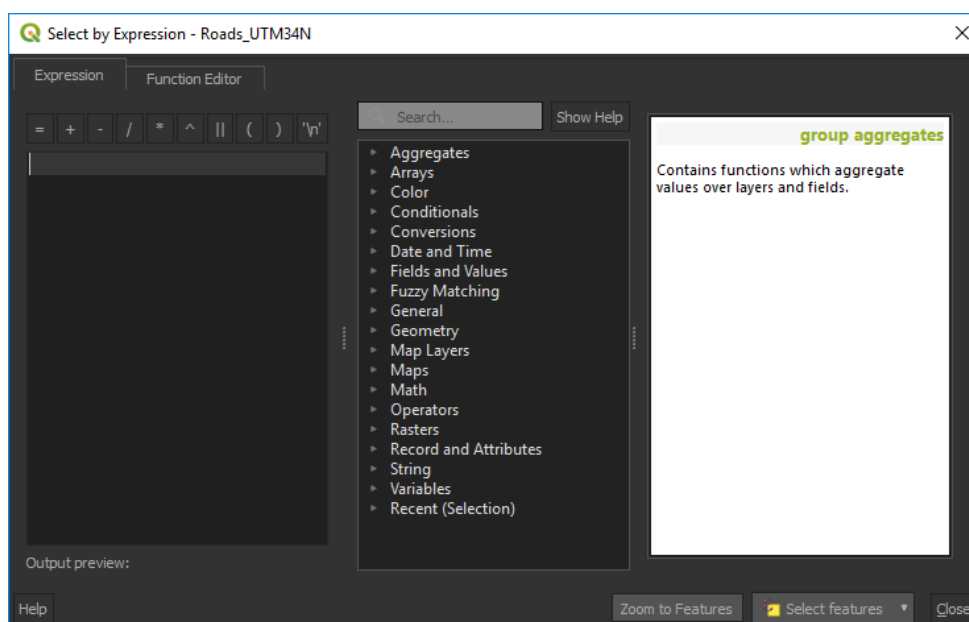 Select by Expression - Roads_UTM34N
Expression
Function Editor
= + - / * ^ || ( ) '\n'
Search...
Show Help
Aggregates
Arrays
Color
Conditionals
Conversions
Date and Time
Fields and Values
Fuzzy Matching
General
Geometry
Map Layers
Maps
Math
Operators
Rasters
Record and Attributes
String
Variables
Recent (Selection)
group aggregates
Contains functions which aggregate
values over layers and fields.
Output preview:
Help
Zoom to Features
Select features
Close